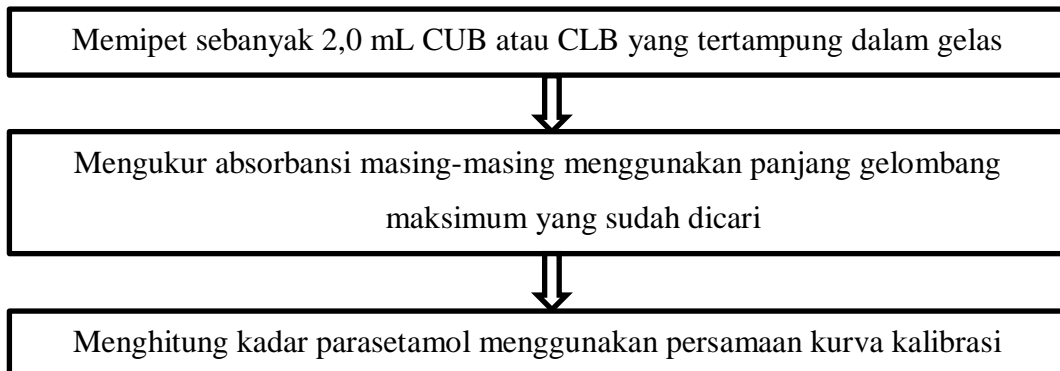 Memipet sebanyak 2,0 mL CUB atau CLB yang tertampung dalam gelas
Mengukur absorbansi masing-masing menggunakan panjang gelombang
maksimum yang sudah dicari
Menghitung kadar parasetamol menggunakan persamaan kurva kalibrasi